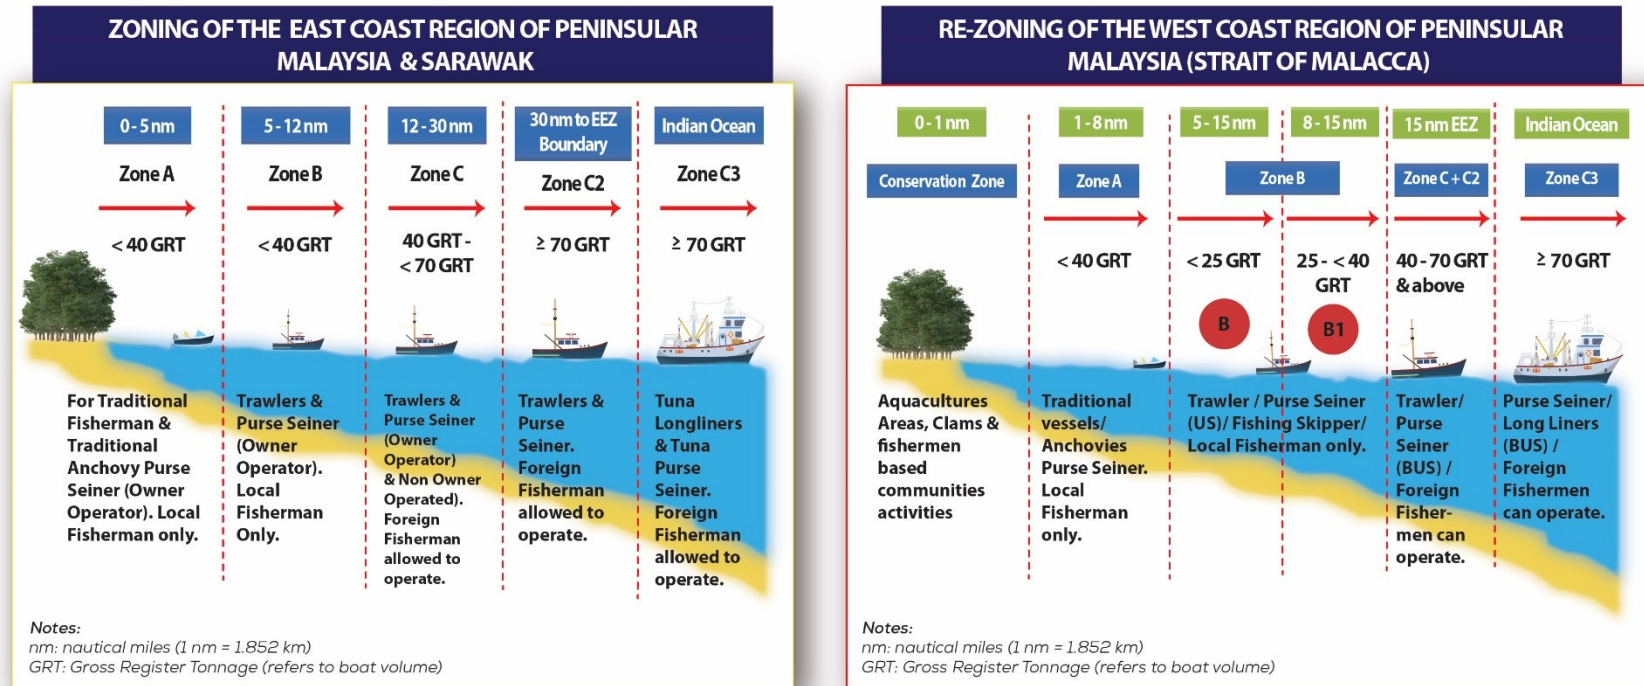 ZONING OF THE EAST COAST REGION OF PENINSULAR
MALAYSIA & SARAWAK
0 - 5 nm
Zone A
< 40 GRT
For Traditional
Fisherman &
Traditional
Anchovy Purse
Seiner (Owner
Operator). Local
Fisherman only.
5 - 12 nm
Zone B
< 40 GRT
Trawlers &
Purse Seiner
(Owner
Operator).
Local
Fisherman
Only.
12 - 30 nm
Zone C
40 GRT -
< 70 GRT
Trawlers &
Purse Seiner
(Owner
Operator)
& Non Owner
Operated).
Foreign
Fisherman
allowed to
operate.
30 nm to EEZ
Boundary
Zone C2
≥ 70 GRT
Trawlers &
Purse
Seiner.
Foreign
Fisherman
allowed to
operate.
Indian Ocean
Zone C3
≥ 70 GRT
Tuna
Longliners
& Tuna
Purse
Seiner.
Foreign
Fisherman
allowed to
operate.
Notes:
nm: nautical miles (1 nm = 1.852 km)
GRT: Gross Register Tonnage (refers to boat volume)
RE-ZONING OF THE WEST COAST REGION OF PENINSULAR
MALAYSIA (STRAIT OF MALACCA)
0 - 1 nm
Conservation Zone
Aquacultures
Areas, Clams &
fishermen
based
communities
activities
1 - 8 nm
Zone A
< 40 GRT
Traditional
vessels/
Anchovies
Purse Seiner.
Local
Fisherman
only.
5 - 15 nm
8 - 15 nm
Zone B
< 25 GRT
25 - < 40
GRT
B
B1
Trawler / Purse Seiner
(US)/ Fishing Skipper/
Local Fisherman only.
15 nm EEZ
Zone C + C2
40 - 70 GRT
& above
Trawler/
Purse
Seiner
(BUS) /
Foreign
Fisher-
men can
operate.
Indian Ocean
Zone C3
≥ 70 GRT
Purse Seiner/
Long Liners
(BUS) /
Foreign
Fishermen
can operate.
Notes:
nm: nautical miles (1 nm = 1.852 km)
GRT: Gross Register Tonnage (refers to boat volume)